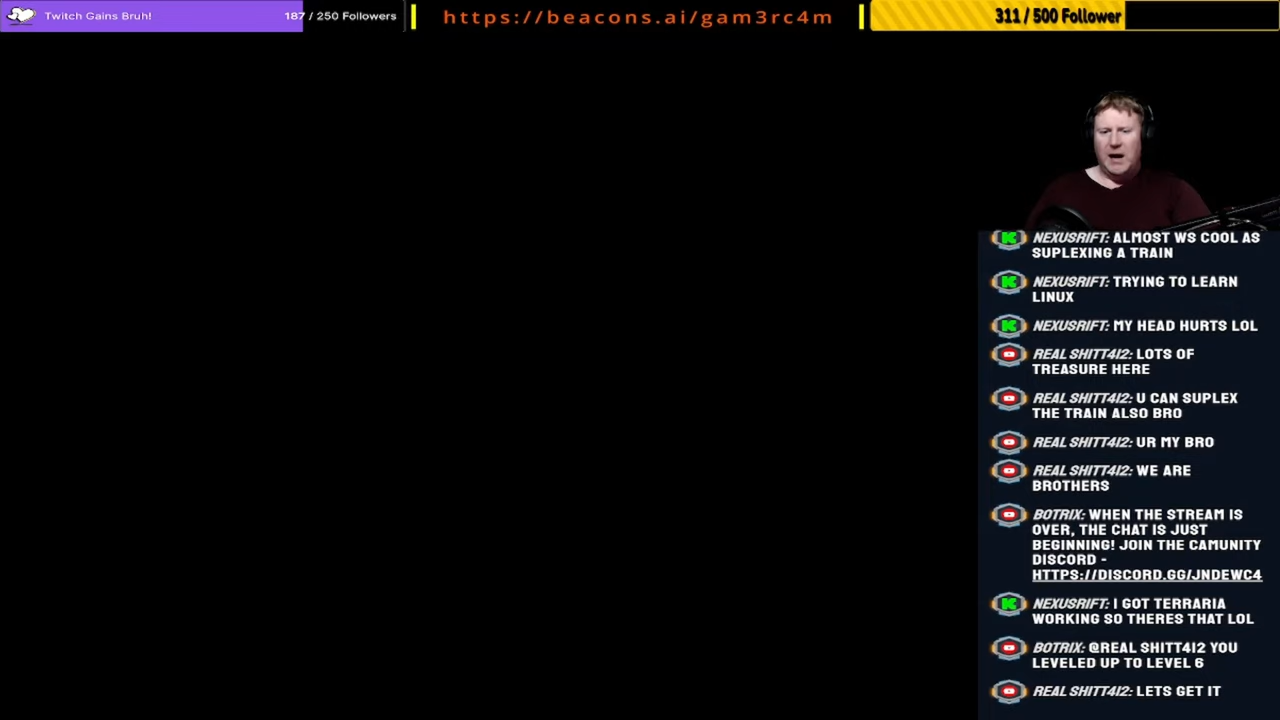 Twitch Gains Bruh!
187 / 250 Followers
https://beacons.ai/gam3rc4m
311 / 500 Follower
NEXUSRIFT: ALMOST WS COOL AS
SUPLEXING A TRAIN
NEXUSRIFT: TRYING TO LEARN
LINUX
NEXUSRIFT: MY HEAD HURTS LOL
REAL SHITT412: LOTS OF
TREASURE HERE
REAL SHITT412: U CAN SUPLEX
THE TRAIN ALSO BRO
REAL SHITT412: UR MY BRO
REAL SHITT412: WE ARE
BROTHERS
BOTRIX: WHEN THE STREAM IS
OVER, THE CHAT IS JUST
BEGINNING! JOIN THE CAMUNITY
DISCORD -
HTTPS://DISCORD.GG/JNDEWC4
NEXUSRIFT: I GOT TERRARIA
WORKING SO THERES THAT LOL
BOTRIX: @REAL SHITT412 YOU
LEVELED UP TO LEVEL 6
REAL SHITT412: LETS GET IT